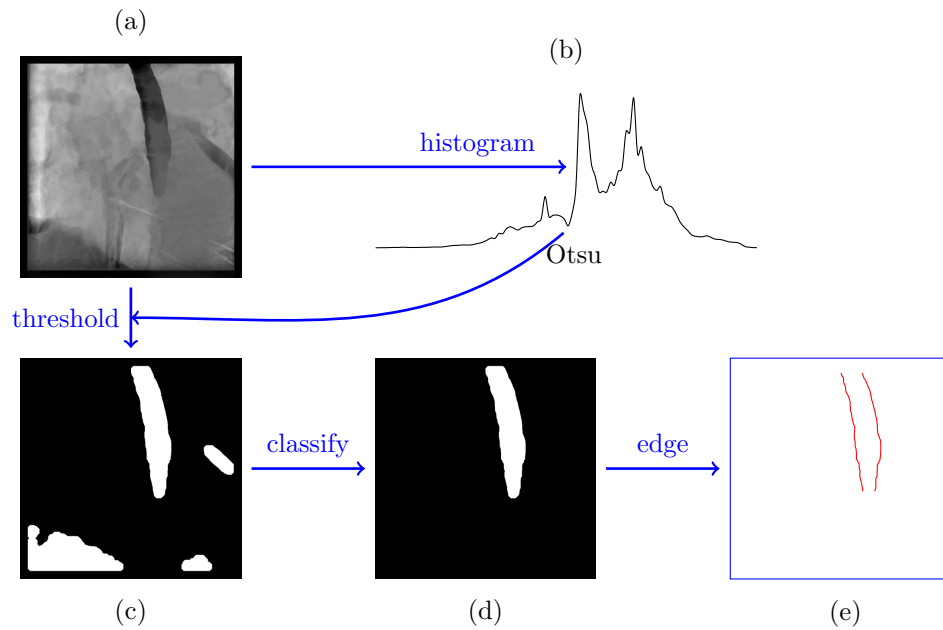 (a)
(b)
histogram
Otsu
threshold
classify
edge
(c)
(d)
(e)